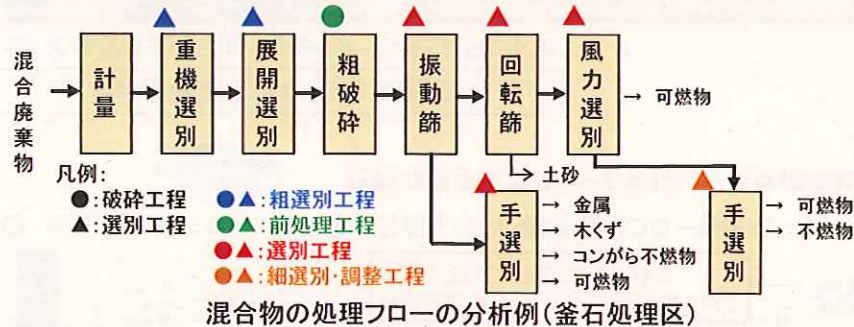 混合廃棄物
計量
重機選別
展開選別
粗破砕
振動篩
回転篩
風力選別
→ 可燃物
→土砂
手選別
→ 金属
→ 木くず
→ コンがら不燃物
→ 可燃物
手選別
→ 可燃物
→ 不燃物
凡例:
●:破砕工程
▲:選別工程
●▲:粗選別工程
●▲:前処理工程
●▲:選別工程
●▲:細選別・調整工程
混合物の処理フローの分析例(釜石処理区)